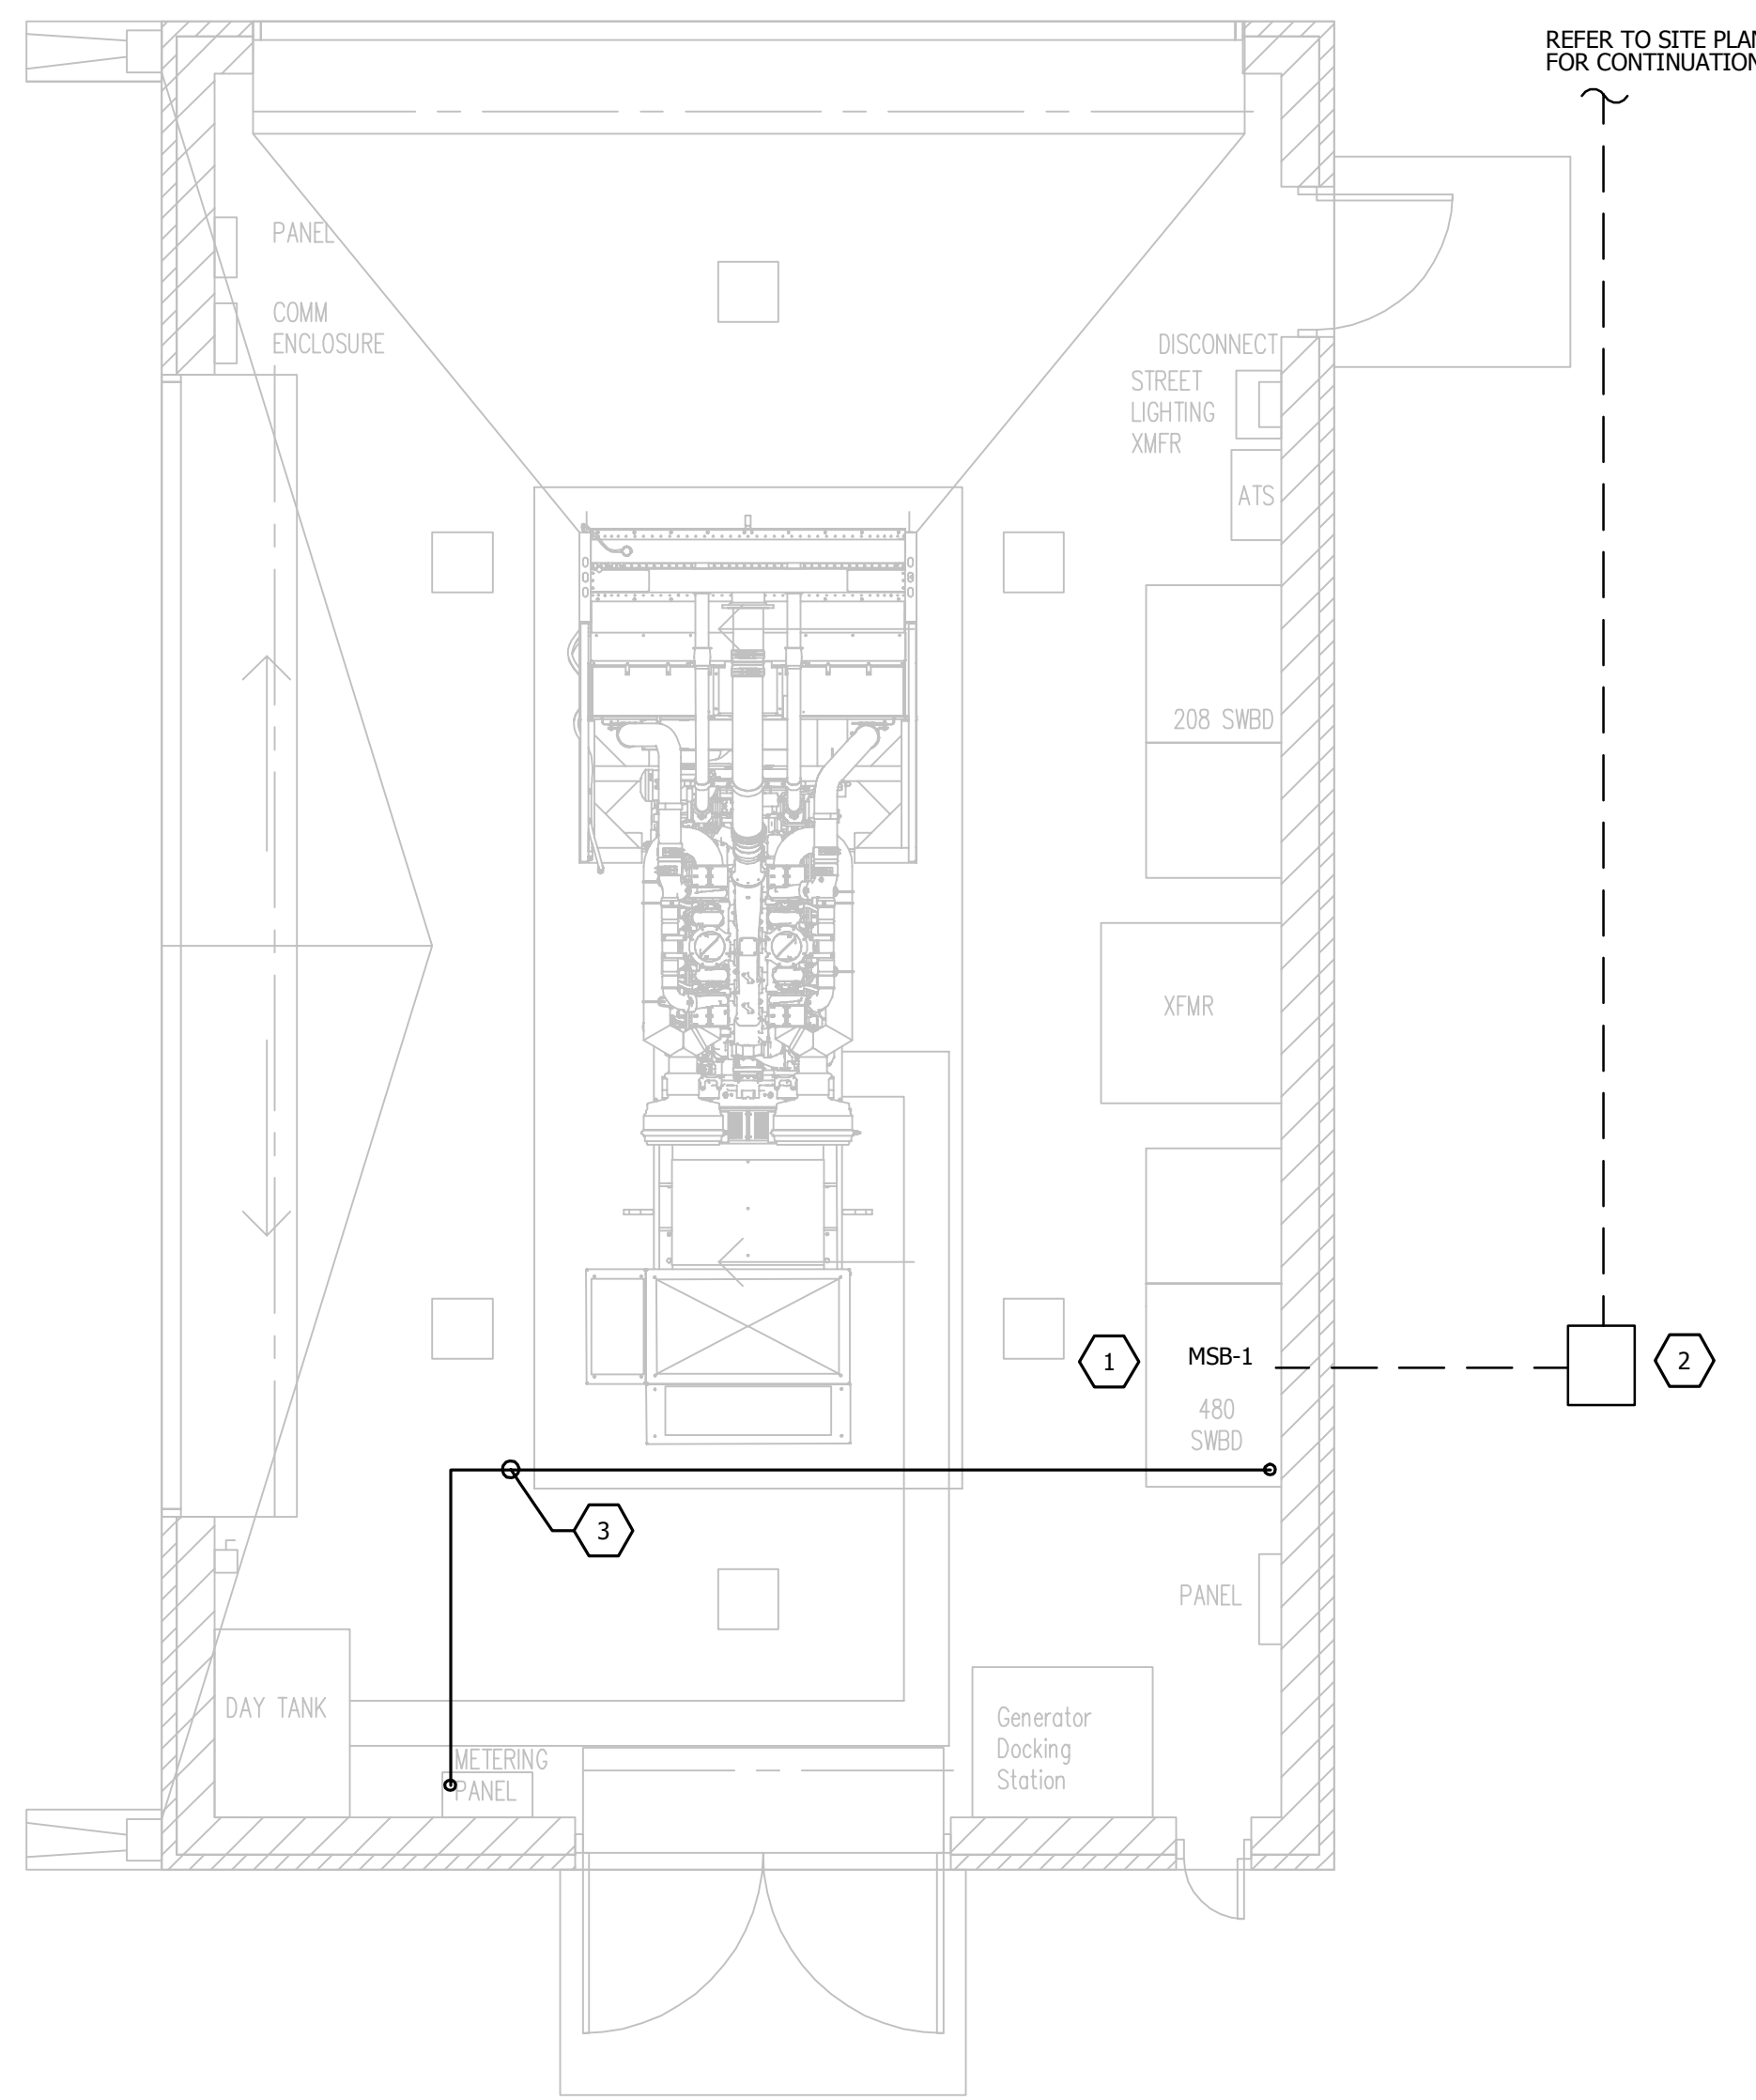 REFER TO SITE PLAN
FOR CONTINUATION
PANEL
COMM
ENCLOSURE
DISCONNECT
STREET
LIGHTING
XMFR
ATS
208 SWBD
XFMR
1
MSB-1
2
480
SWBD
3
PANEL
DAY TANK
METERING
PANEL
Generator
Docking
Station